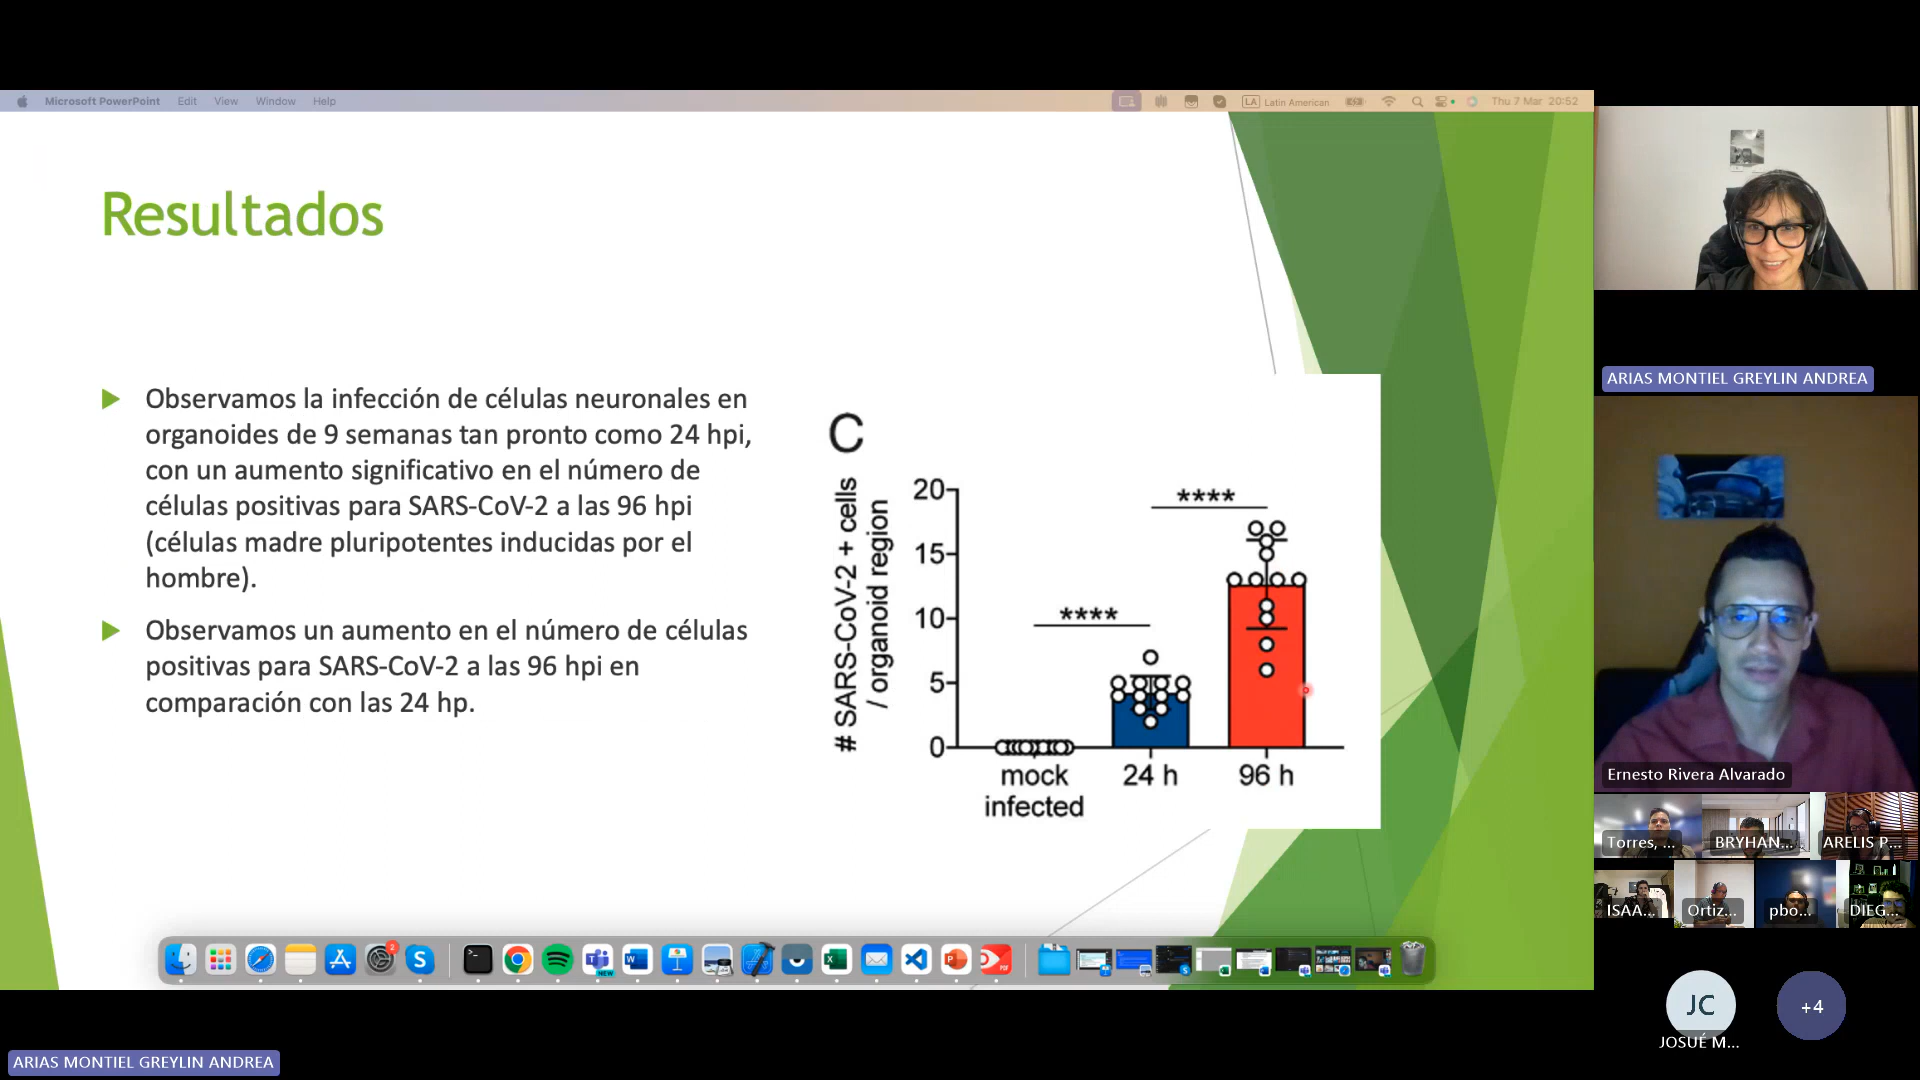 Microsoft PowerPoint Edit View Window Help
LA Latin American Thu 7 Mar 20:52
Resultados
Observamos la infección de células neuronales en
organoides de 9 semanas tan pronto como 24 hpi,
con un aumento significativo en el número de
células positivas para SARS-CoV-2 a las 96 hpi
(células madre pluripotentes inducidas por el
hombre).
Observamos un aumento en el número de células
positivas para SARS-CoV-2 a las 96 hpi en
comparación con las 24 hp.
C
# SARS-CoV-2 + cells
/ organoid region
20
15
10
5
0
****
****
mock
infected
24 h
96 h
ARIAS MONTIEL GREYLIN ANDREA
Ernesto Rivera Alvarado
Torres, ...
BRYHAN...
ARELIS P...
ISAA...
Ortiz...
pbo...
DIEG...
JC
JOSUÉ M...
+4
2
NEW
ARIAS MONTIEL GREYLIN ANDREA